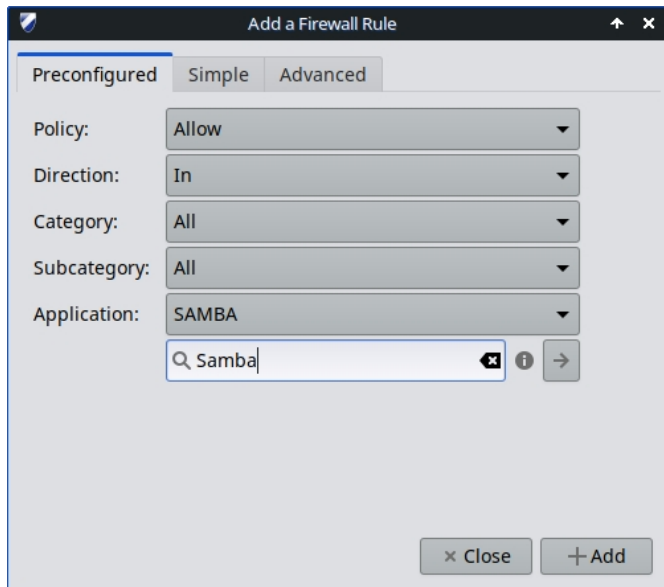 Add a Firewall Rule
Preconfigured Simple Advanced
Policy: Allow
Direction: In
Category: All
Subcategory: All
Application: SAMBA
Samba
Close Add